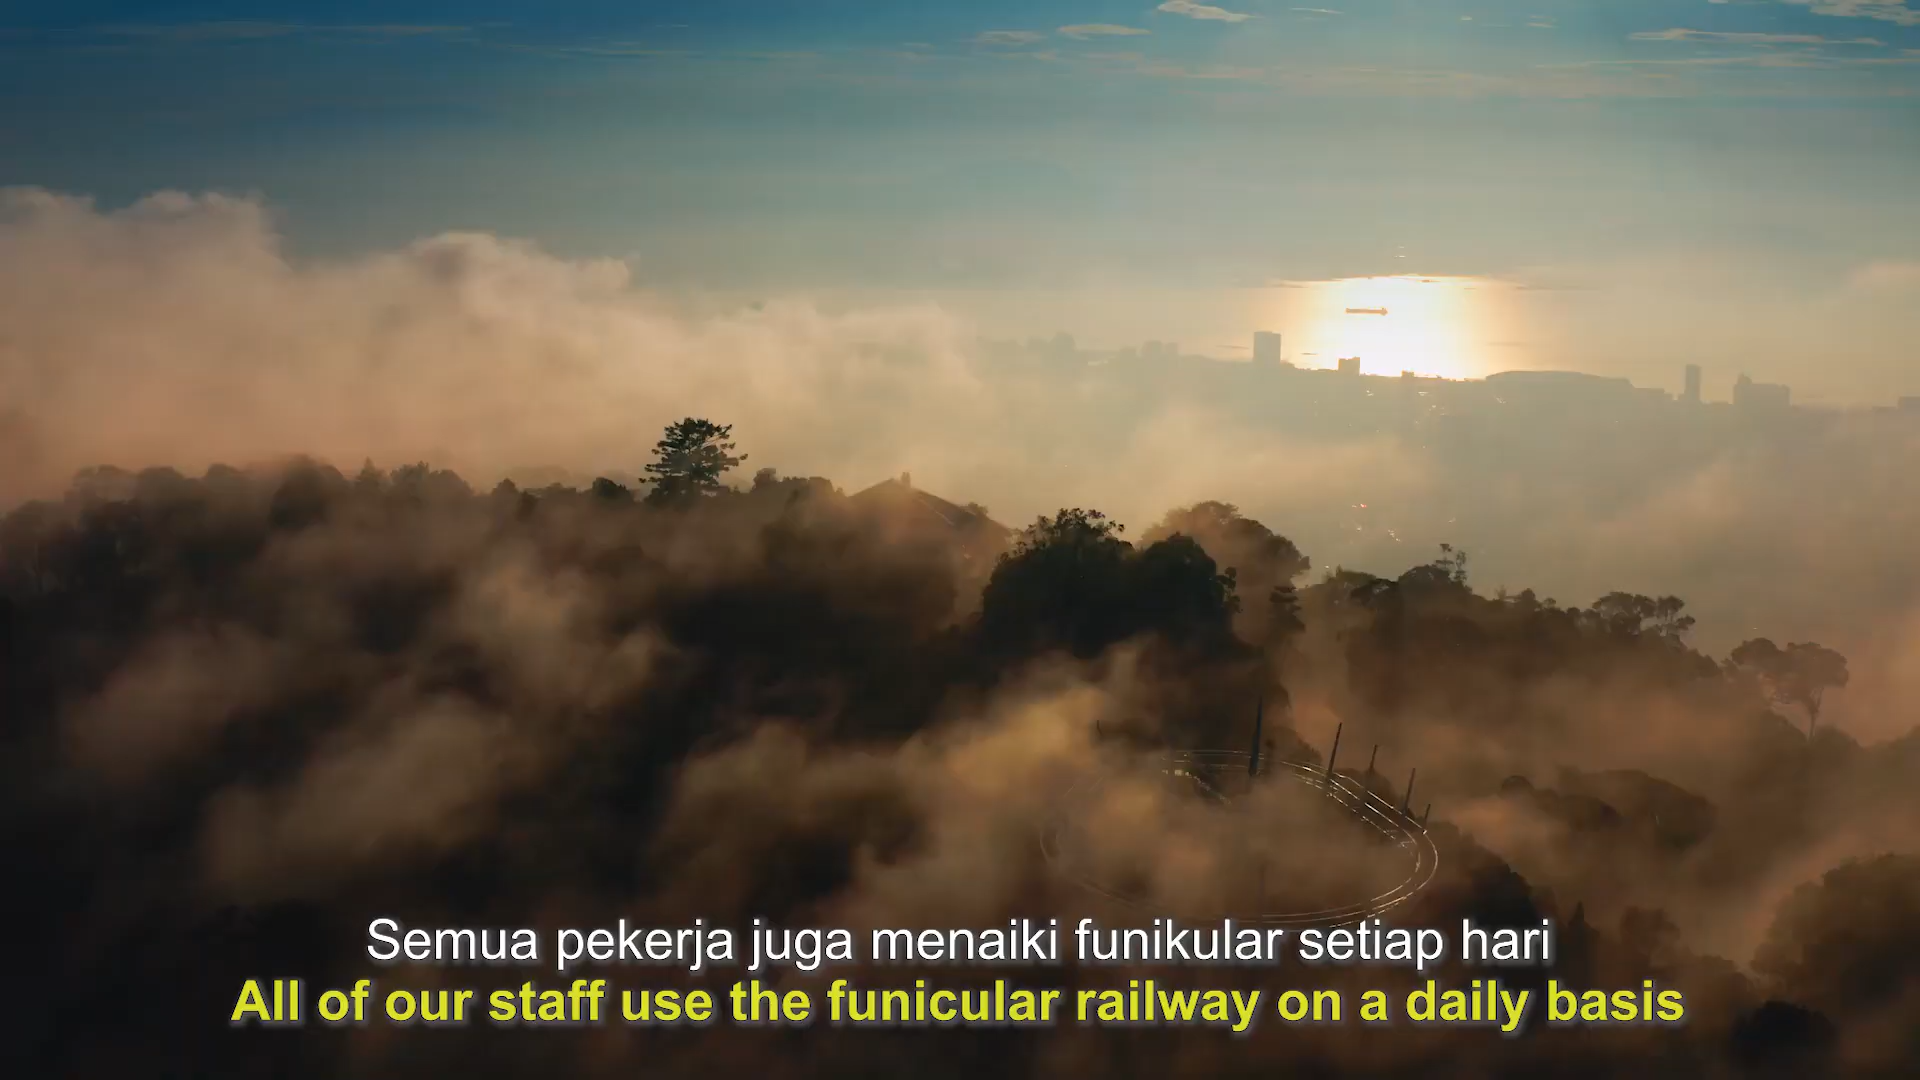 Semua pekerja juga menaiki funikular setiap hari
All of our staff use the funicular railway on a daily basis